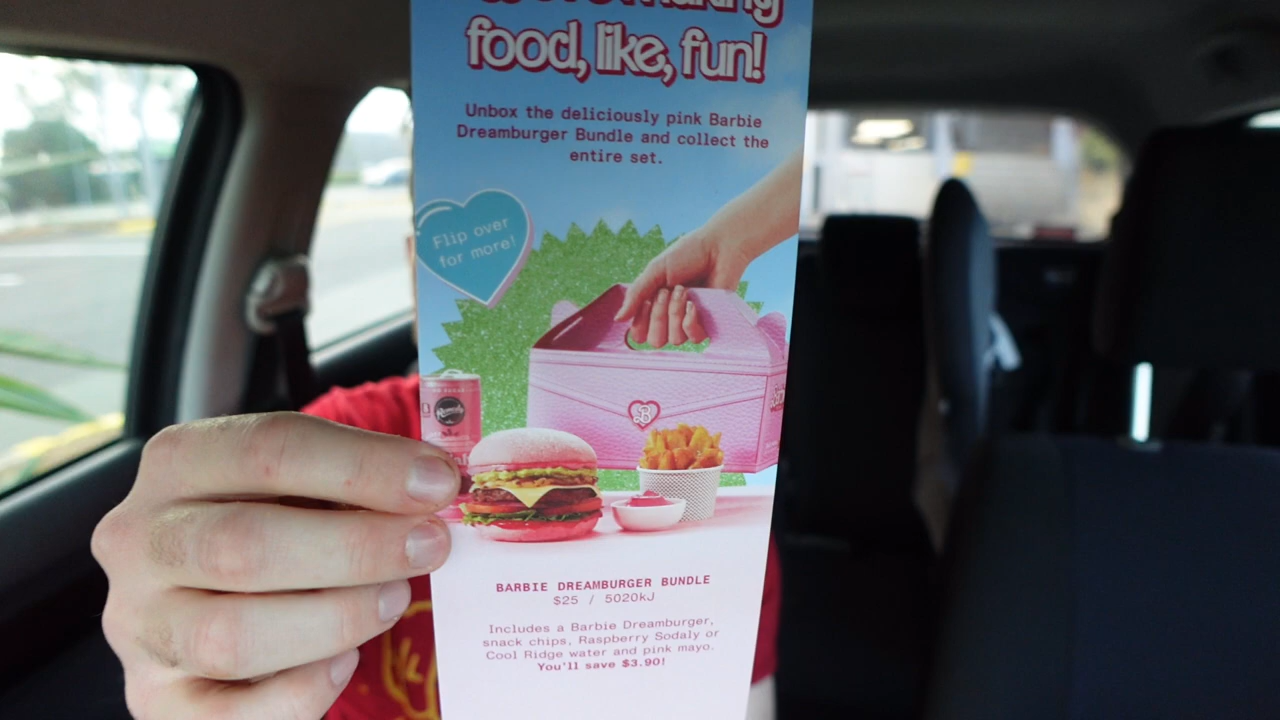 making
food, like, fun!
Unbox the deliciously pink Barbie
Dreamburger Bundle and collect the
entire set.
Flip over
for more!
B
BARBIE DREAMBURGER BUNDLE
$25 / 5020kJ
Includes a Barbie Dreamburger,
snack chips, Raspberry Sodaly or
Cool Ridge water and pink mayo.
You'll save $3.90!